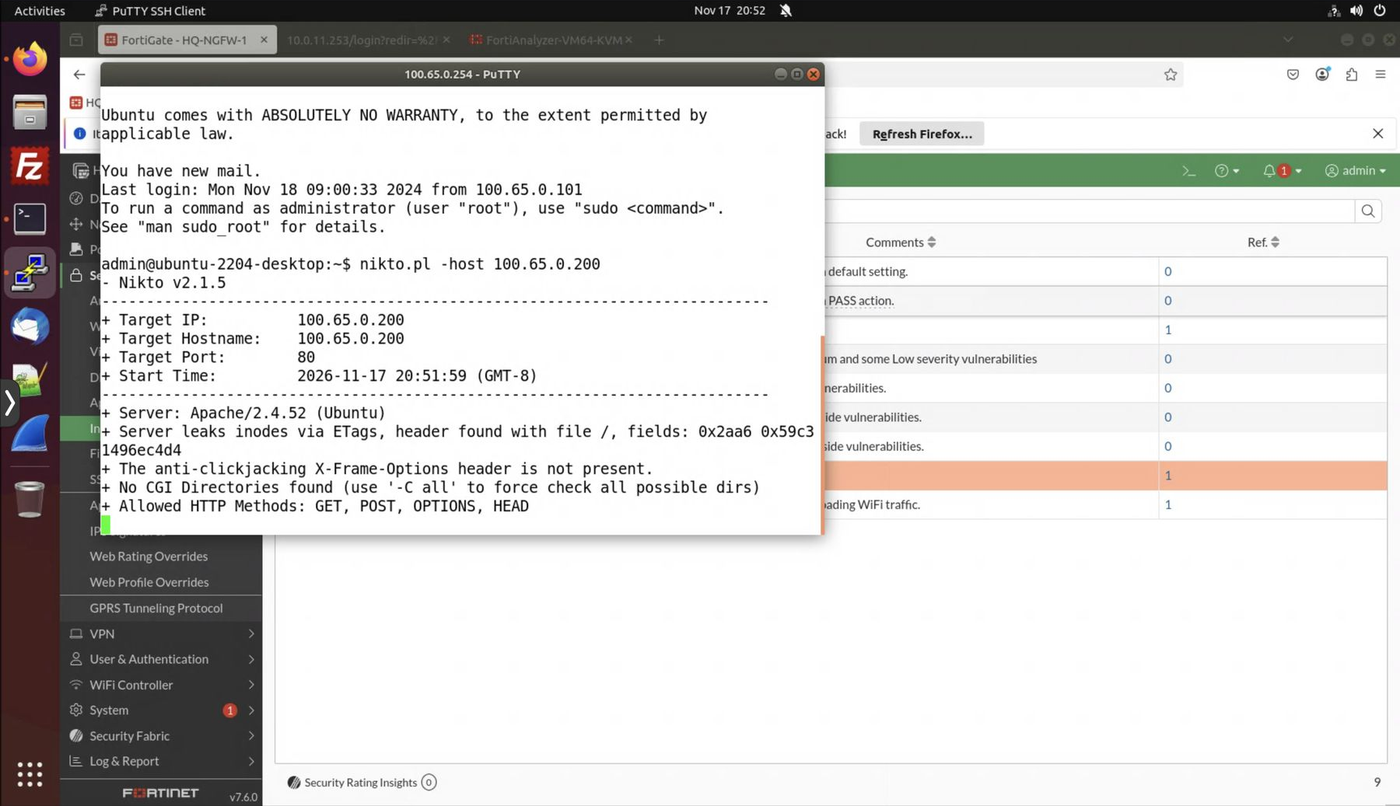 Activities
PuTTY SSH Client
Nov 17 20:52
FortiGate - HQ-NGFW-1
10.0.11.253/login?redir=%2
FortiAnalyzer-VM64-KVM
100.65.0.254 - PuTTY
HQ
ack!
Refresh Firefox...
Ubuntu comes with ABSOLUTELY NO WARRANTY, to the extent permitted by
applicable law.
You have new mail.
Last login: Mon Nov 18 09:00:33 2024 from 100.65.0.101
To run a command as administrator (user "root"), use "sudo <command>".
See "man sudo_root" for details.
admin@ubuntu-2204-desktop:~$ nikto.pl -host 100.65.0.200
- Nikto v2.1.5
---------------------------------------------------------------------------
+ Target IP: 100.65.0.200
+ Target Hostname: 100.65.0.200
+ Target Port: 80
+ Start Time: 2026-11-17 20:51:59 (GMT-8)
---------------------------------------------------------------------------
+ Server: Apache/2.4.52 (Ubuntu)
+ Server leaks inodes via ETags, header found with file /, fields: 0x2aa6 0x59c3
1496ec4d4
+ The anti-clickjacking X-Frame-Options header is not present.
+ No CGI Directories found (use '-C all' to force check all possible dirs)
+ Allowed HTTP Methods: GET, POST, OPTIONS, HEAD
1
admin
Comments
Ref.
default setting.
0
PASS action.
0
1
um and some Low severity vulnerabilities
0
nerabilities.
0
ide vulnerabilities.
0
side vulnerabilities.
0
1
oading WiFi traffic.
1
Web Rating Overrides
Web Profile Overrides
GPRS Tunneling Protocol
VPN
User & Authentication
WiFi Controller
System
1
Security Fabric
Log & Report
FORTINET
v7.6.0
Security Rating Insights
0
9